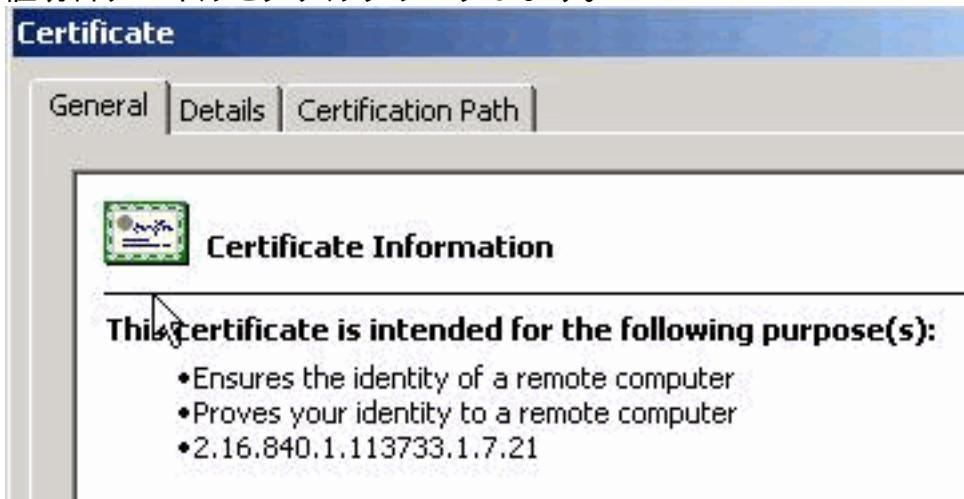 Certificate
General Details Certification Path
Certificate Information
This certificate is intended for the following purpose(s):
•Ensures the identity of a remote computer
•Proves your identity to a remote computer
•2.16.840.1.113733.1.7.21